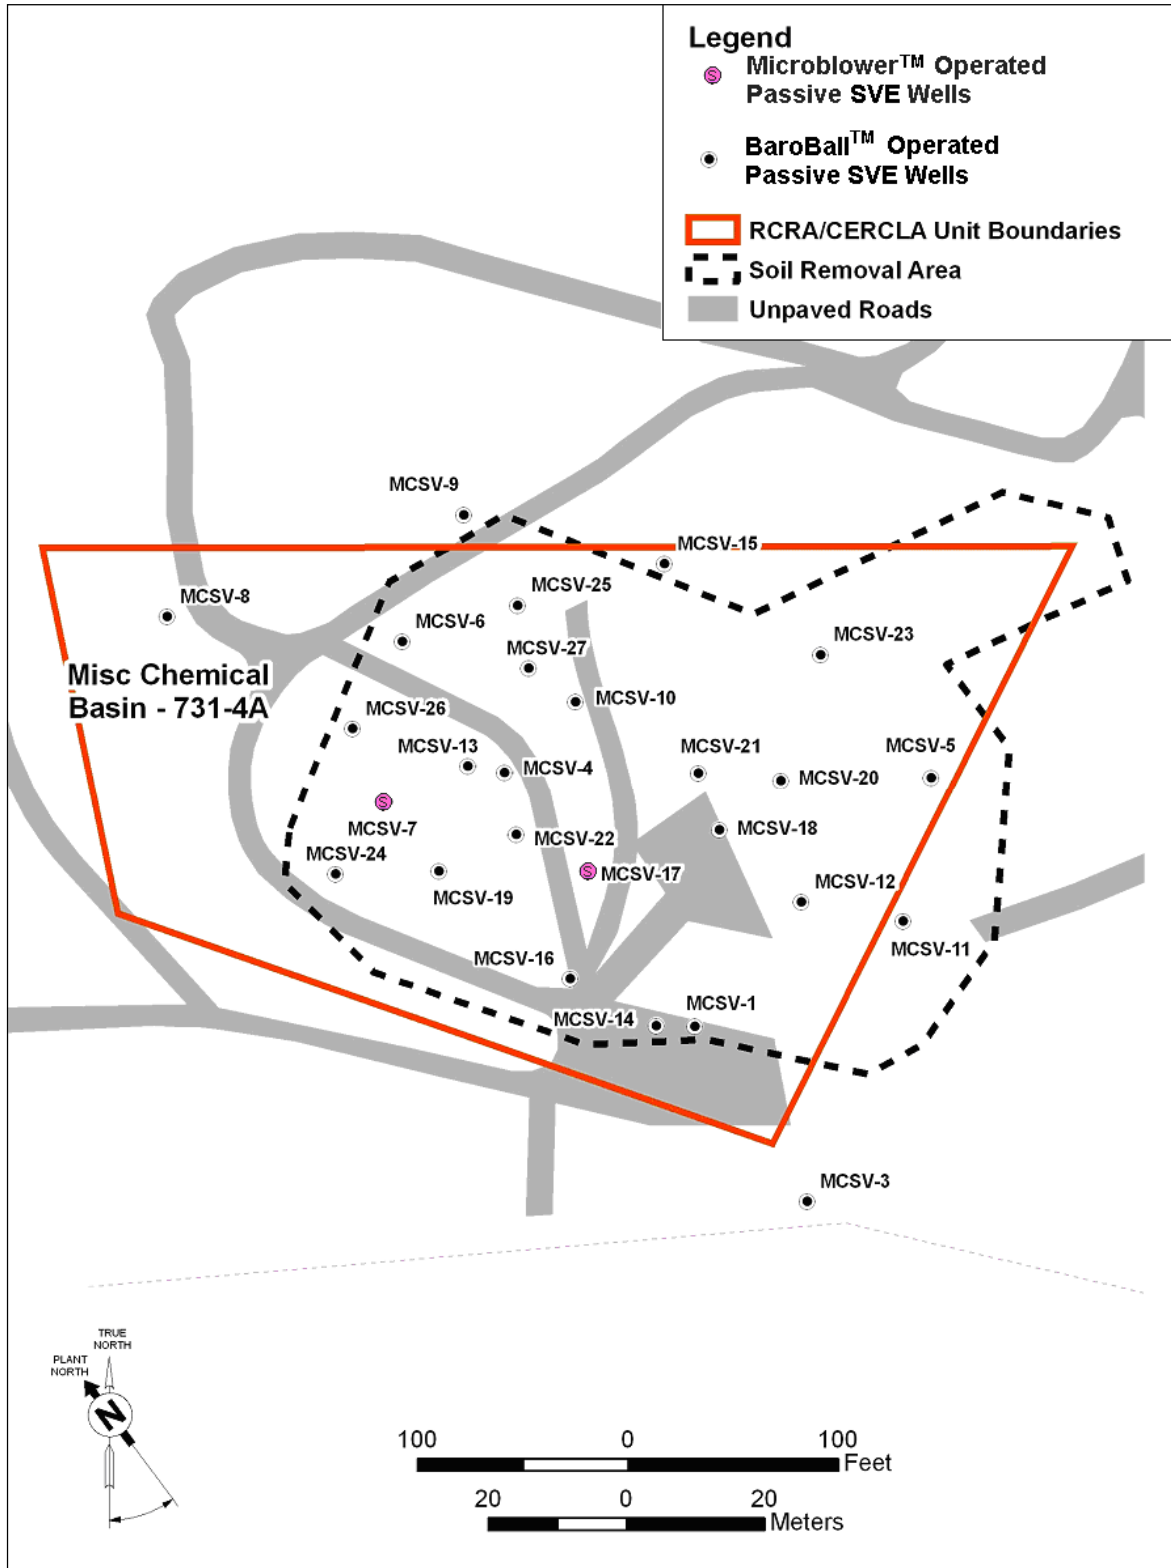 Legend
S
Microblower™ Operated
Passive SVE Wells
BaroBall™ Operated
Passive SVE Wells
RCRA/CERCLA Unit Boundaries
Soil Removal Area
Unpaved Roads
MCSV-9
MCSV-15
MCSV-25
MCSV-8
MCSV-6
MCSV-23
MCSV-27
Misc Chemical
Basin - 731-4A
MCSV-10
MCSV-26
MCSV-13
MCSV-4
MCSV-21
MCSV-5
MCSV-20
S
MCSV-7
MCSV-22
MCSV-18
MCSV-24
S
MCSV-17
MCSV-12
MCSV-19
MCSV-11
MCSV-16
MCSV-14
MCSV-1
MCSV-3
TRUE
NORTH
PLANT
NORTH
N
100 0 100
Feet
20 0 20
Meters